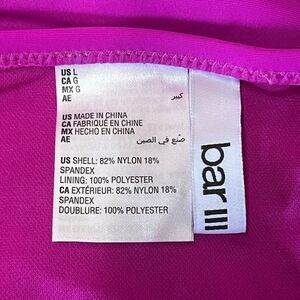 US L
CA G
MX G
AE كبير
US MADE IN CHINA
CA FABRIQUÉ EN CHINE
MX HECHO EN CHINA
AE صنع في الصين
US SHELL: 82% NYLON 18%
SPANDEX
LINING: 100% POLYESTER
CA EXTÉRIEUR: 82% NYLON 18%
SPANDEX
DOUBLURE: 100% POLYESTER
bar III